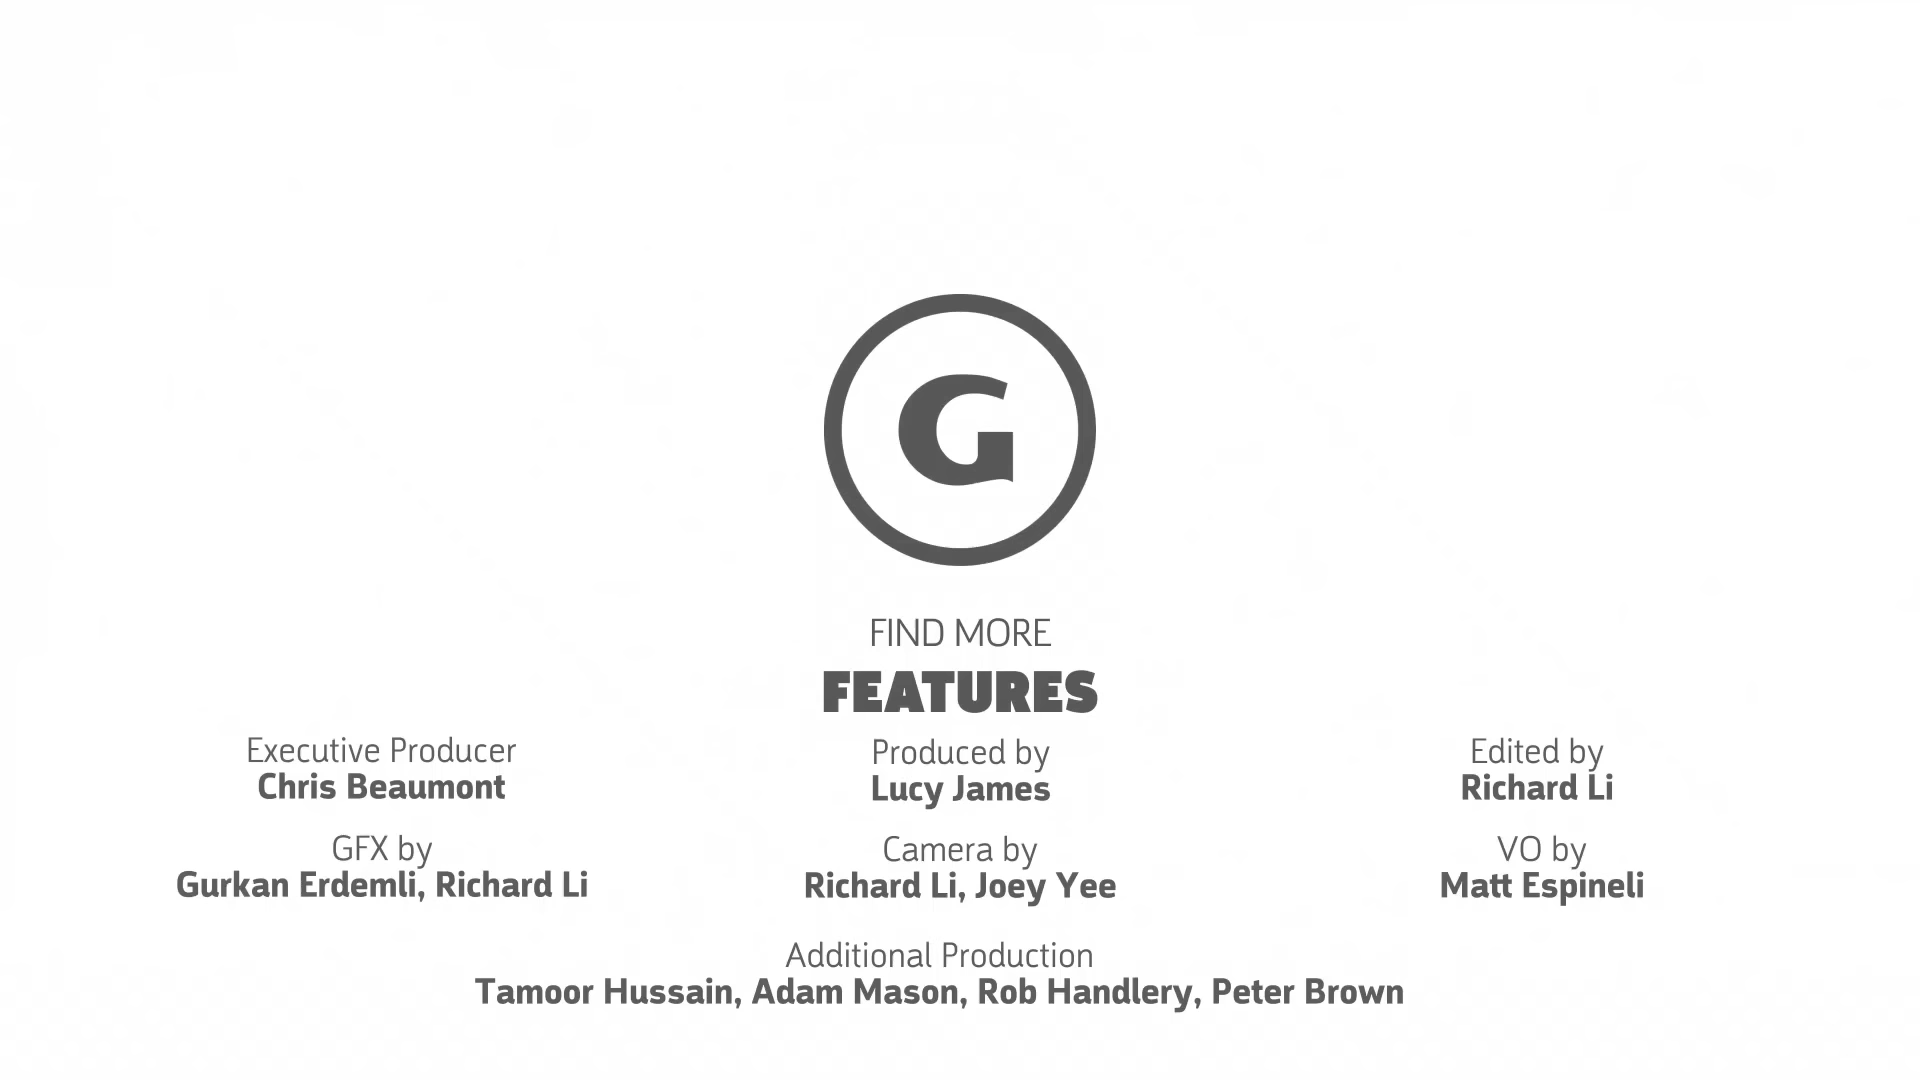 G
FIND MORE
FEATURES
Executive Producer
Chris Beaumont
Produced by
Lucy James
Edited by
Richard Li
GFX by
Gurkan Erdemli, Richard Li
Camera by
Richard Li, Joey Yee
VO by
Matt Espineli
Additional Production
Tamoor Hussain, Adam Mason, Rob Handlery, Peter Brown